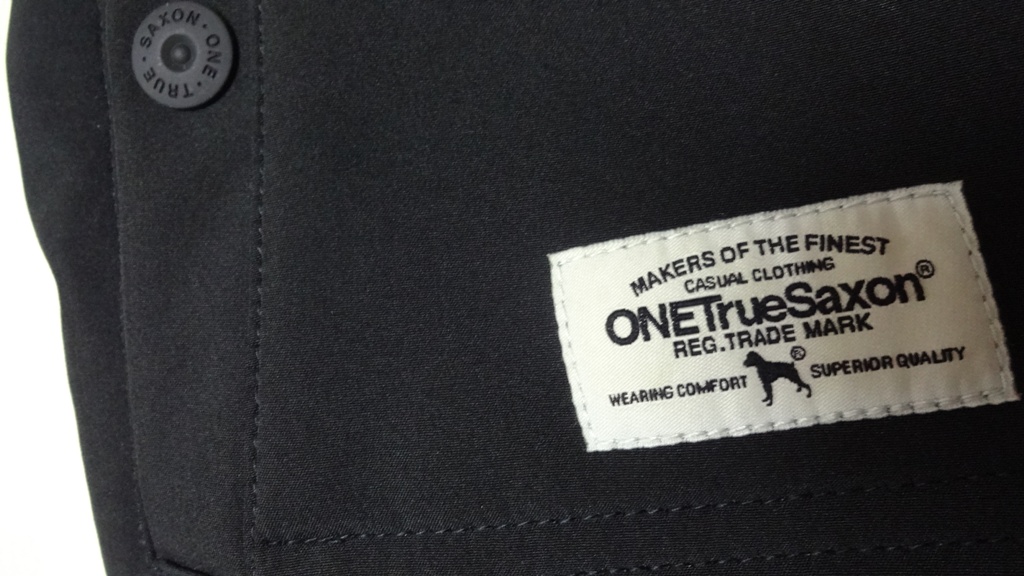 SAXON · ONE · TRUE ·
MAKERS OF THE FINEST
CASUAL CLOTHING
ONETrueSaxon®
REG. TRADE MARK
WEARING COMFORT ® SUPERIOR QUALITY